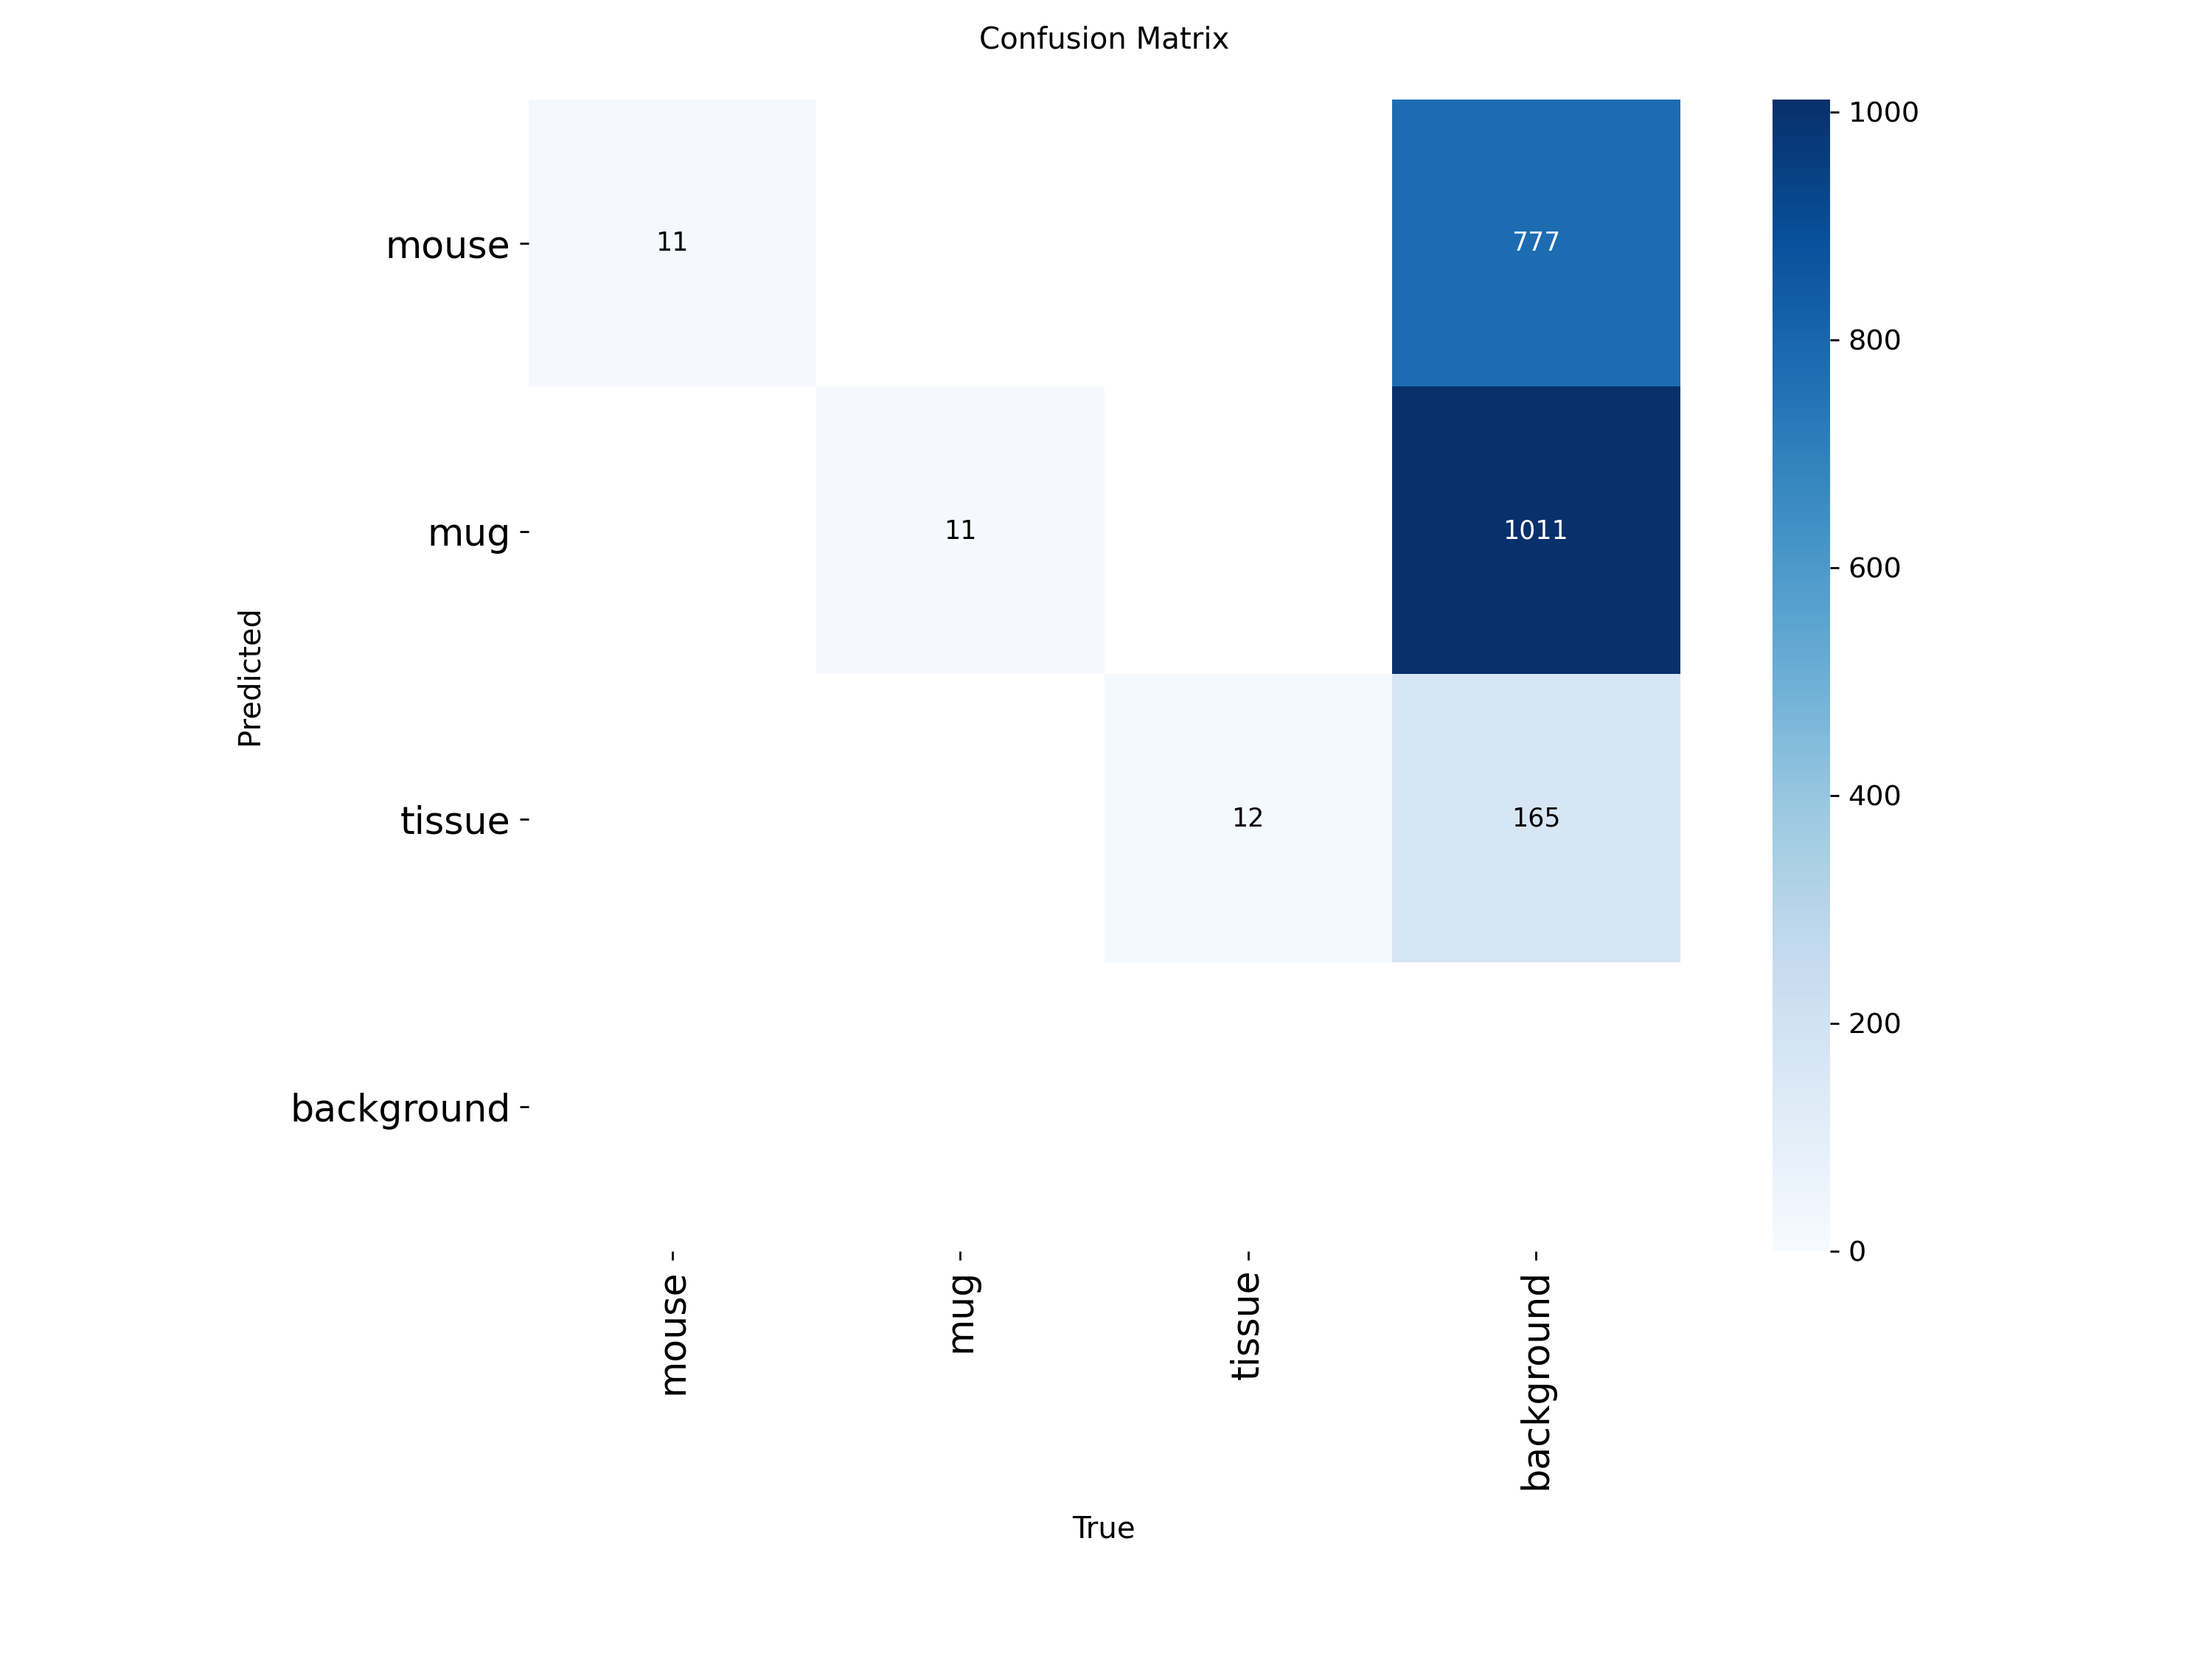 Confusion Matrix
mouse
11
777
mug
11
1011
tissue
12
165
background
Predicted
mouse
mug
tissue
background
True
1000
800
600
400
200
0